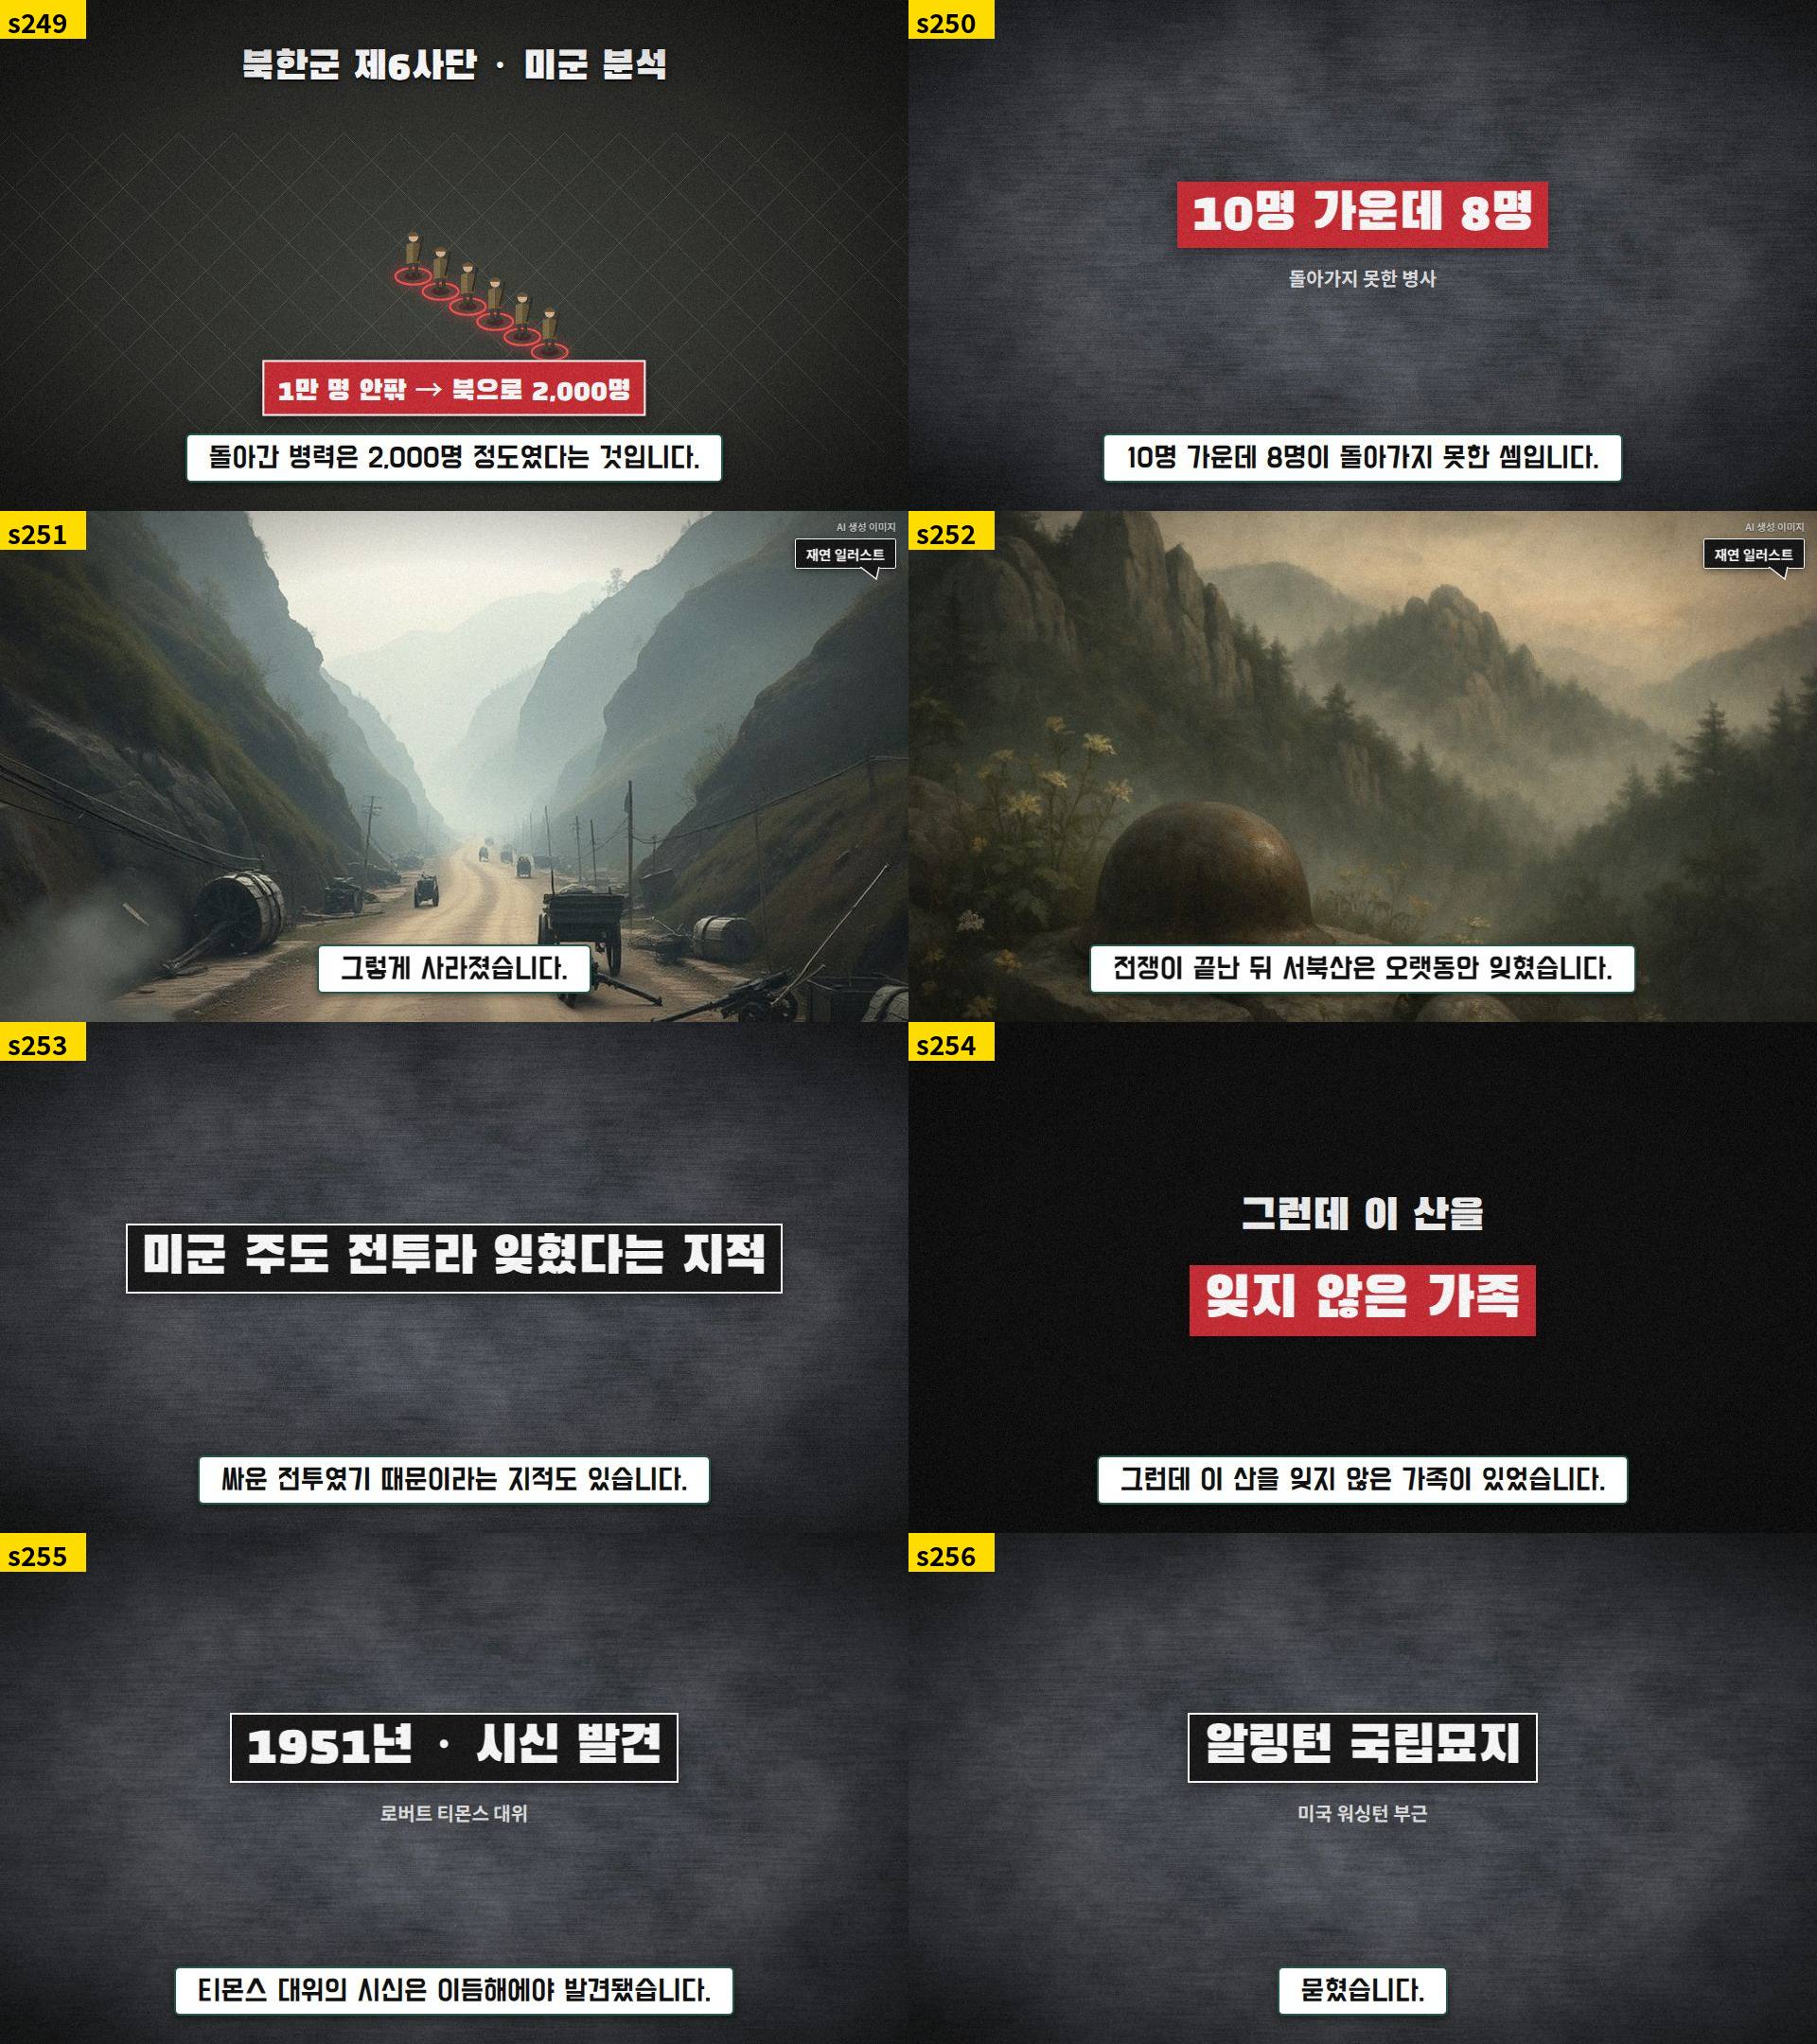 s249
북한군 제6사단 · 미군 분석
1만 명 안팎 → 북으로 2,000명
돌아간 병력은 2,000명 정도였다는 것입니다.
s250
10명 가운데 8명
돌아가지 못한 병사
10명 가운데 8명이 돌아가지 못한 셈입니다.
s251
AI 생성 이미지
재연 일러스트
그렇게 사라졌습니다.
s252
AI 생성 이미지
재연 일러스트
전쟁이 끝난 뒤 서북산은 오랫동안 잊혔습니다.
s253
미군 주도 전투라 잊혔다는 지적
싸운 전투였기 때문이라는 지적도 있습니다.
s254
그런데 이 산을
잊지 않은 가족
그런데 이 산을 잊지 않은 가족이 있었습니다.
s255
1951년 · 시신 발견
로버트 티몬스 대위
티몬스 대위의 시신은 이듬해에야 발견됐습니다.
s256
알링턴 국립묘지
미국 워싱턴 부근
묻혔습니다.